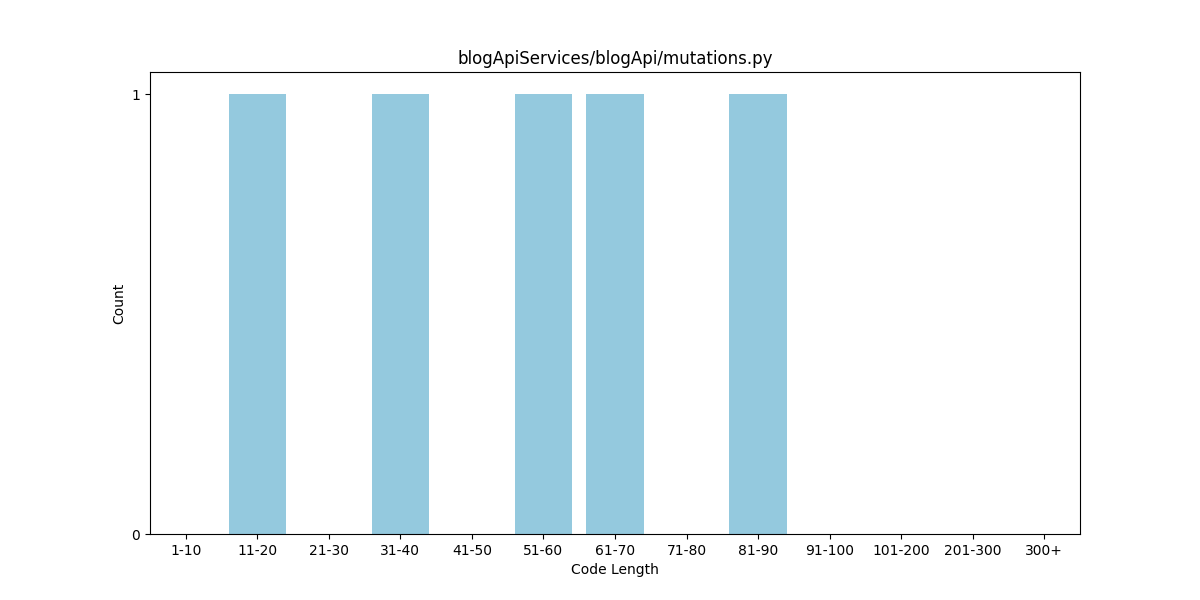 blogApiServices/blogApi/mutations.py
1
Count
0
1-10 11-20 21-30 31-40 41-50 51-60 61-70 71-80 81-90 91-100 101-200 201-300 300+
Code Length